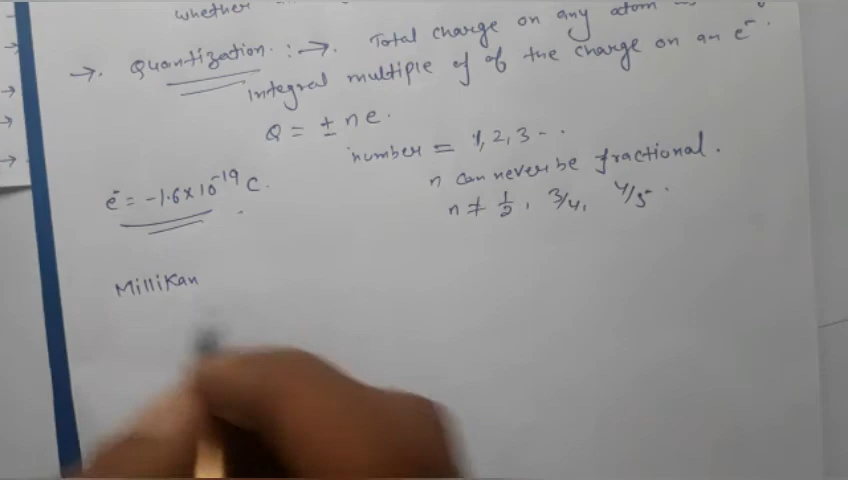 whether
→. Quantization. : →. Total charge on any atom
Integral multiple of of the charge on an e⁻.
Q = ± ne.
number = 1, 2, 3 - - .
n can never be fractional.
e⁻ = -1.6×10⁻¹⁹ C.
n ≠ 1/2, 3/4, 4/5.
Millikan